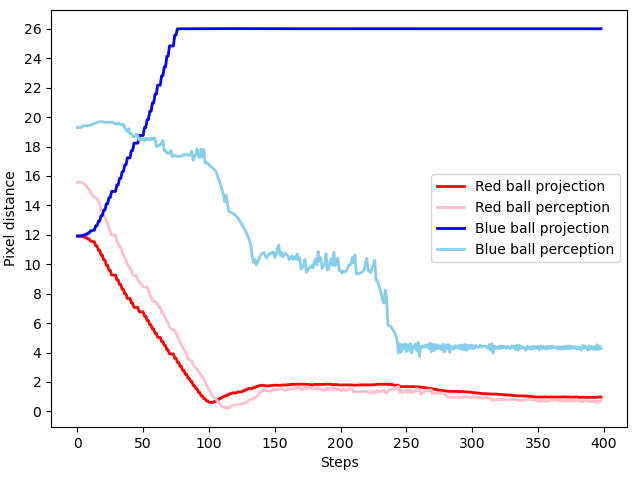 26
24
22
20
18
16
14
12
10
8
6
4
2
0
Pixel distance
Red ball projection
Red ball perception
Blue ball projection
Blue ball perception
0 50 100 150 200 250 300 350 400
Steps